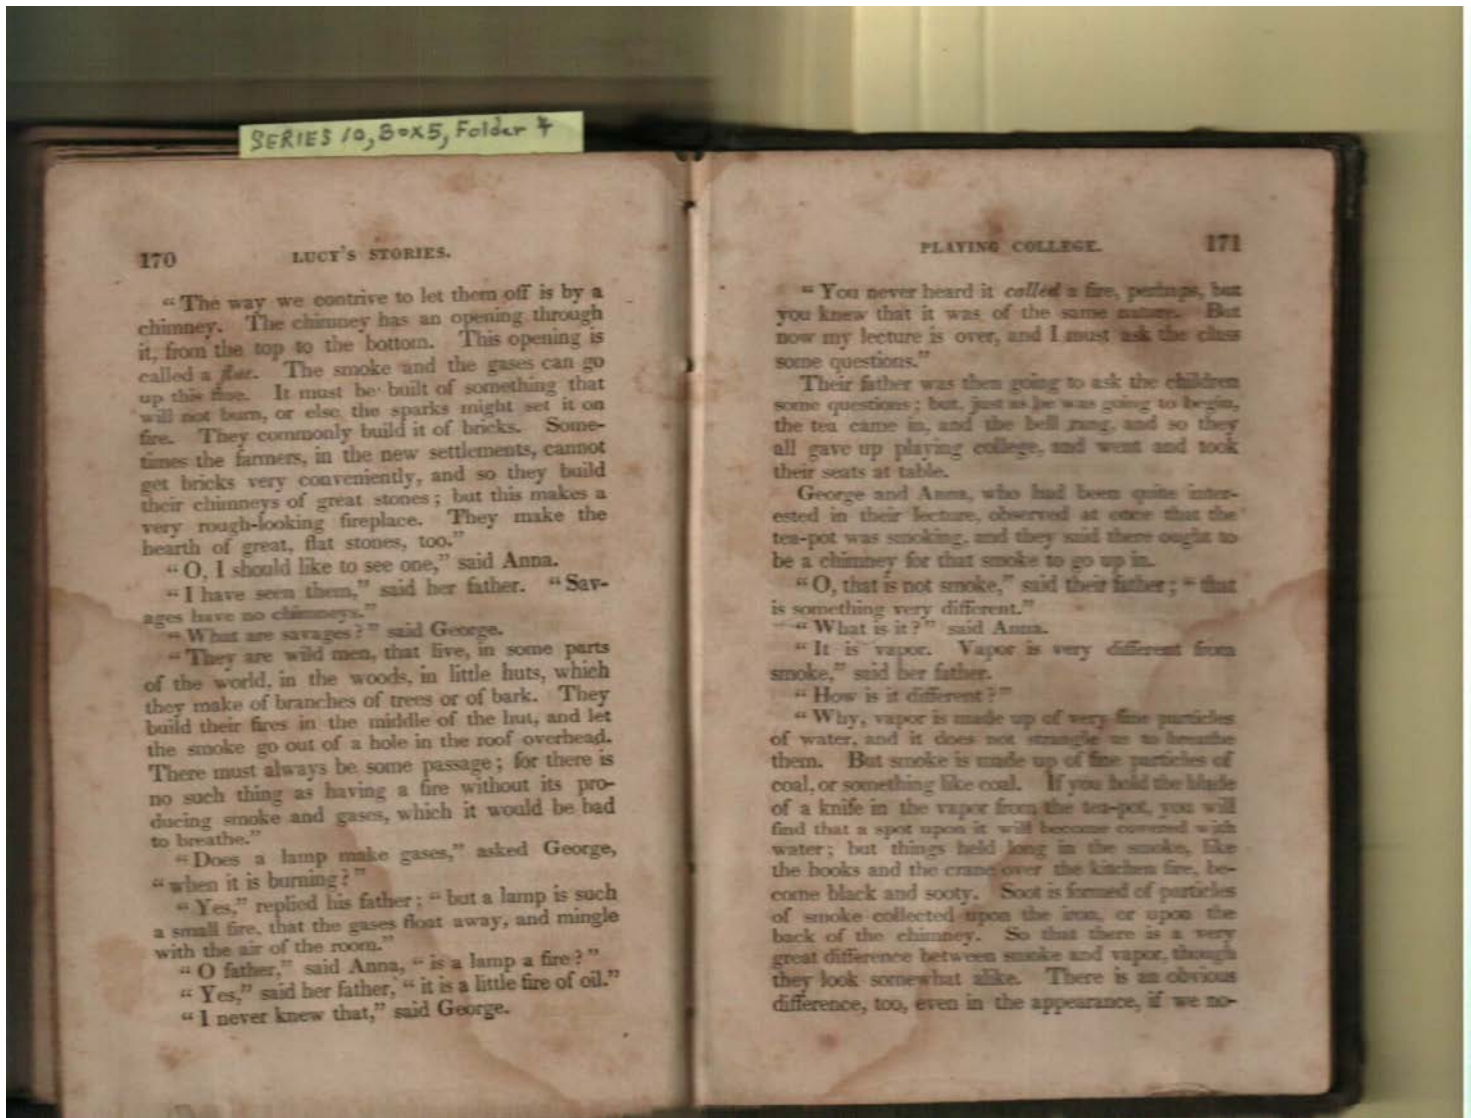 SERIES 10, BOX 5, Folder 4
170 LUCY'S STORIES.
“The way we contrive to let them off is by a
chimney. The chimney has an opening through
it, from the top to the bottom. This opening is
called a flue. The smoke and the gases can go
up this flue. It must be built of something that
will not burn, or else the sparks might set it on
fire. They commonly build it of bricks. Some-
times the farmers, in the new settlements, cannot
get bricks very conveniently, and so they build
their chimneys of great stones; but this makes a
very rough-looking fireplace. They make the
hearth of great, flat stones, too.”
“O, I should like to see one,” said Anna.
“I have seen them,” said her father. “Sav-
ages have no chimneys.”
“What are savages?” said George.
“They are wild men, that live, in some parts
of the world, in the woods, in little huts, which
they make of branches of trees or of bark. They
build their fires in the middle of the hut, and let
the smoke go out of a hole in the roof overhead.
There must always be some passage; for there is
no such thing as having a fire without its pro-
ducing smoke and gases, which it would be bad
to breathe.”
“Does a lamp make gases,” asked George,
“when it is burning?”
“Yes,” replied his father; “but a lamp is such
a small fire, that the gases float away, and mingle
with the air of the room.”
“O father,” said Anna, “is a lamp a fire?”
“Yes,” said her father, “it is a little fire of oil.”
“I never knew that,” said George.
PLAYING COLLEGE. 171
“You never heard it called a fire, perhaps, but
you knew that it was of the same nature. But
now my lecture is over, and I must ask the class
some questions.”
Their father was then going to ask the children
some questions; but, just as he was going to begin,
the tea came in, and the bell rung, and so they
all gave up playing college, and went and took
their seats at table.
George and Anna, who had been quite inter-
ested in their lecture, observed at once that the
tea-pot was smoking, and they said there ought to
be a chimney for that smoke to go up in.
“O, that is not smoke,” said their father; “that
is something very different.”
“What is it?” said Anna.
“It is vapor. Vapor is very different from
smoke,” said her father.
“How is it different?”
“Why, vapor is made up of very fine particles
of water, and it does not strangle us to breathe
them. But smoke is made up of fine particles of
coal, or something like coal. If you hold the blade
of a knife in the vapor from the tea-pot, you will
find that a spot upon it will become covered with
water; but things held long in the smoke, like
the hooks and the crane over the kitchen fire, be-
come black and sooty. Soot is formed of particles
of smoke collected upon the iron, or upon the
back of the chimney. So that there is a very
great difference between smoke and vapor, though
they look somewhat alike. There is an obvious
difference, too, even in the appearance, if we no-